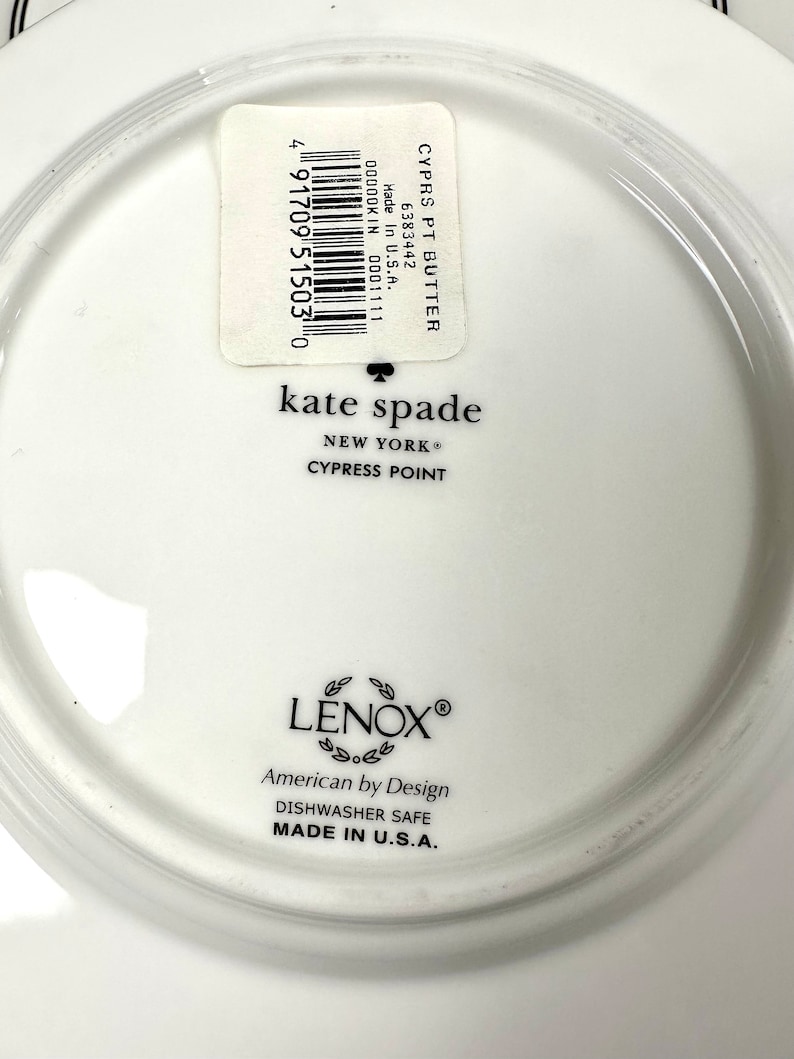 CYPRS PT BUTTER
6383442
Made In U.S.A.
00000KIN 0001111
4 91709 51503 0
kate spade
NEW YORK®
CYPRESS POINT
LENOX®
American by Design
DISHWASHER SAFE
MADE IN U.S.A.